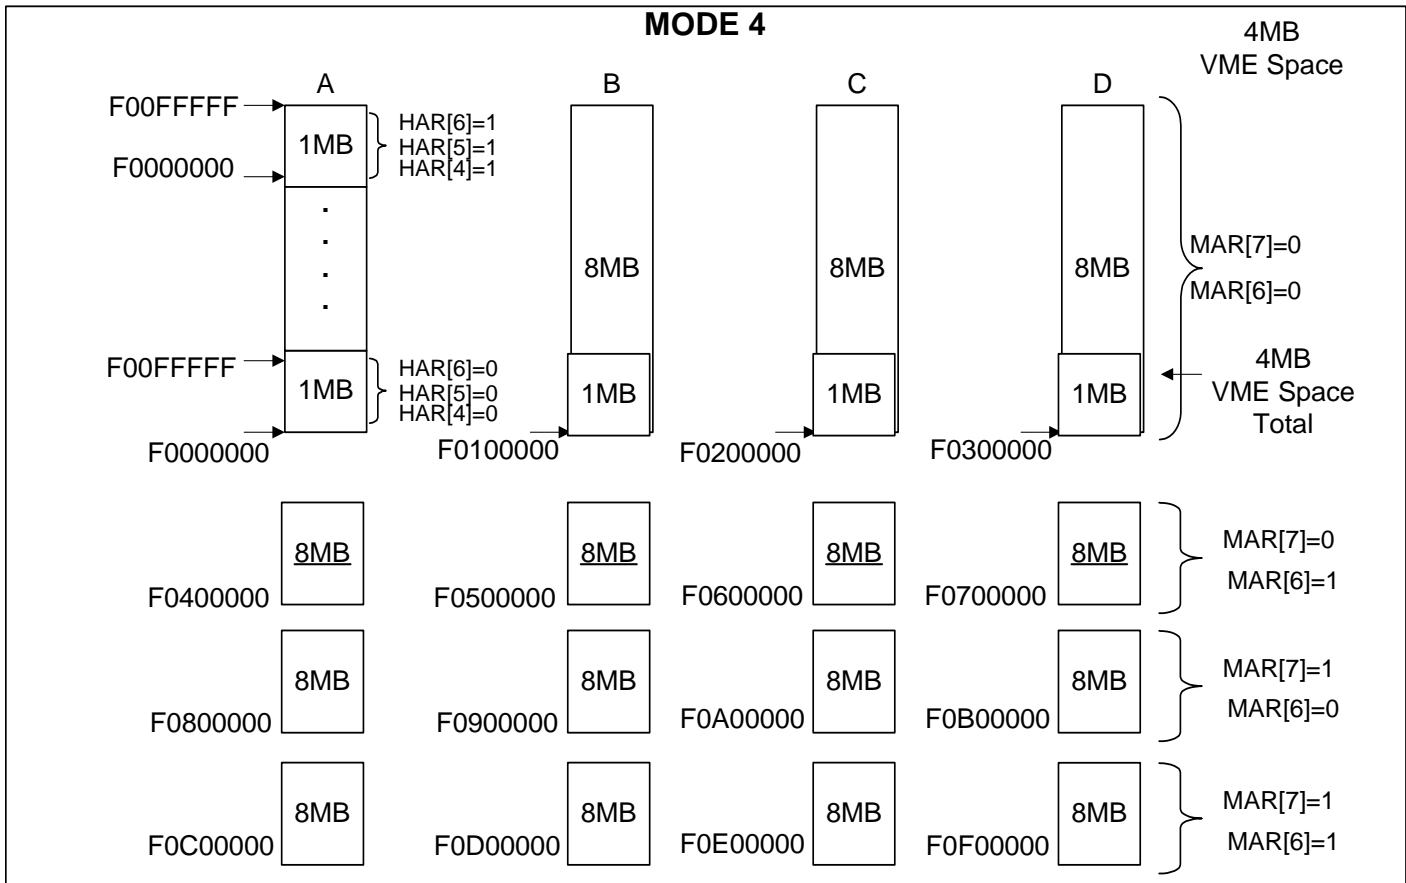 MODE 4
4MB
VME Space
A
B
C
D
F00FFFFF
1MB
HAR[6]=1
HAR[5]=1
HAR[4]=1
F0000000
.
.
.
.
8MB
8MB
8MB
MAR[7]=0
MAR[6]=0
F00FFFFF
1MB
HAR[6]=0
HAR[5]=0
HAR[4]=0
1MB
1MB
1MB
4MB
VME Space
Total
F0000000
F0100000
F0200000
F0300000
8MB
8MB
8MB
8MB
MAR[7]=0
MAR[6]=1
F0400000
F0500000
F0600000
F0700000
8MB
8MB
8MB
8MB
MAR[7]=1
MAR[6]=0
F0800000
F0900000
F0A00000
F0B00000
8MB
8MB
8MB
8MB
MAR[7]=1
MAR[6]=1
F0C00000
F0D00000
F0E00000
F0F00000